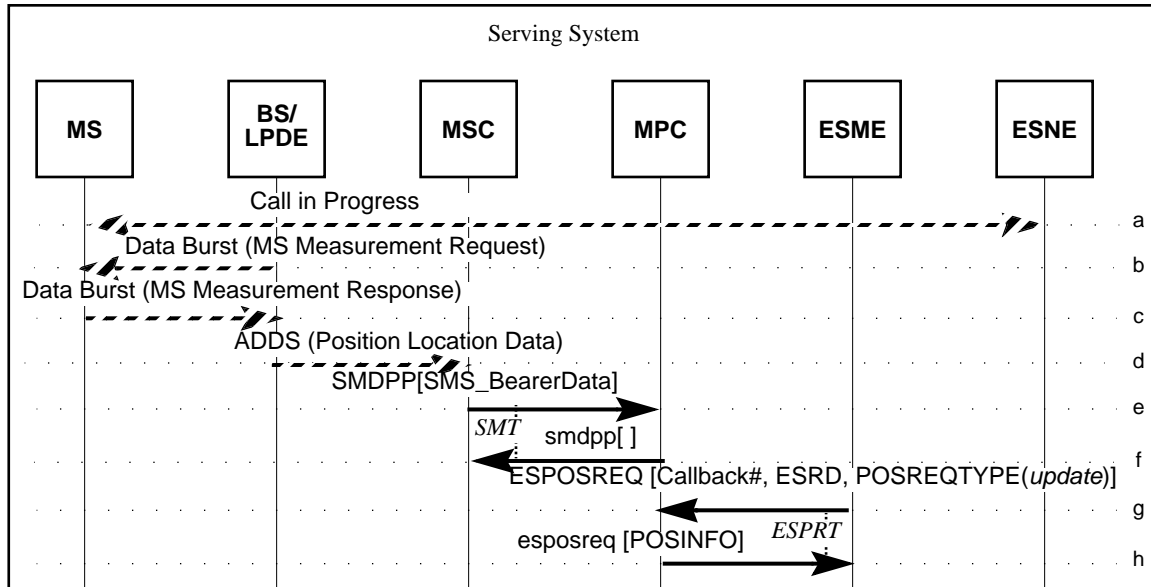 Serving System
MS
BS/
LPDE
MSC
MPC
ESME
ESNE
Call in Progress
a
Data Burst (MS Measurement Request)
b
Data Burst (MS Measurement Response)
c
ADDS (Position Location Data)
d
SMDPP[SMS_BearerData]
e
SMT
smdpp[ ]
f
ESPOSREQ [Callback#, ESRD, POSREQTYPE(update)]
g
ESPRT
esposreq [POSINFO]
h